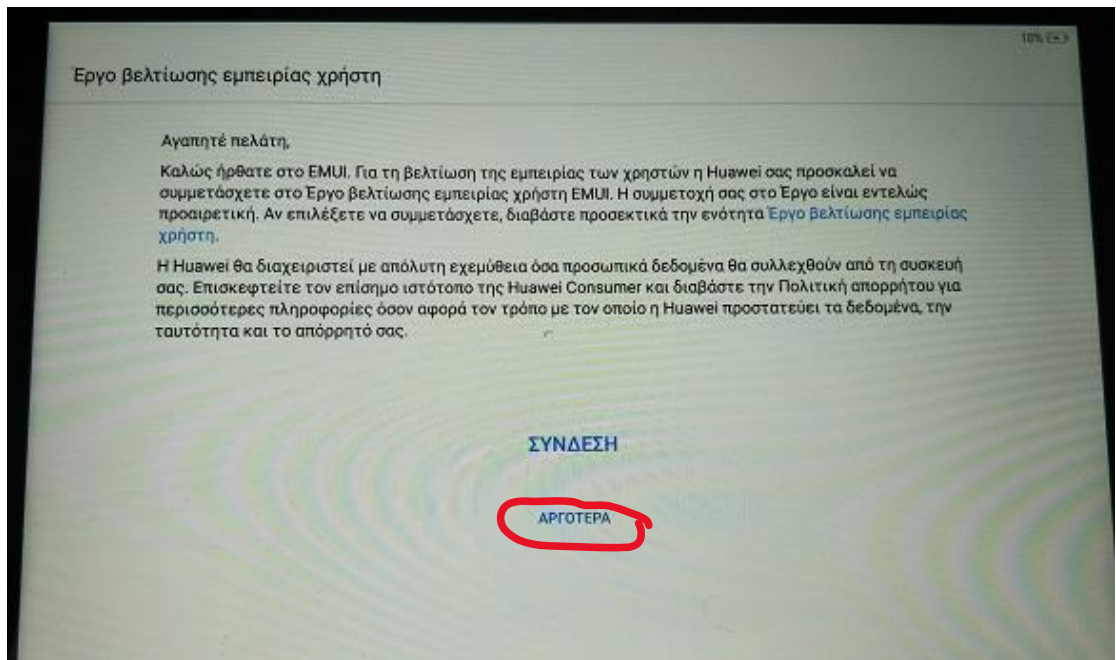 18%
Έργο βελτίωσης εμπειρίας χρήστη
Αγαπητέ πελάτη,
Καλώς ήρθατε στο EMUI. Για τη βελτίωση της εμπειρίας των χρηστών η Huawei σας προσκαλεί να
συμμετάσχετε στο Έργο βελτίωσης εμπειρίας χρήστη EMUI. Η συμμετοχή σας στο Έργο είναι εντελώς
προαιρετική. Αν επιλέξετε να συμμετάσχετε, διαβάστε προσεκτικά την ενότητα Έργο βελτίωσης εμπειρίας
χρήστη.
Η Huawei θα διαχειριστεί με απόλυτη εχεμύθεια όσα προσωπικά δεδομένα θα συλλεχθούν από τη συσκευή
σας. Επισκεφτείτε τον επίσημο ιστότοπο της Huawei Consumer και διαβάστε την Πολιτική απορρήτου για
περισσότερες πληροφορίες όσον αφορά τον τρόπο με τον οποίο η Huawei προστατεύει τα δεδομένα, την
ταυτότητα και το απόρρητό σας.
ΣΥΝΔΕΣΗ
ΑΡΓΟΤΕΡΑ